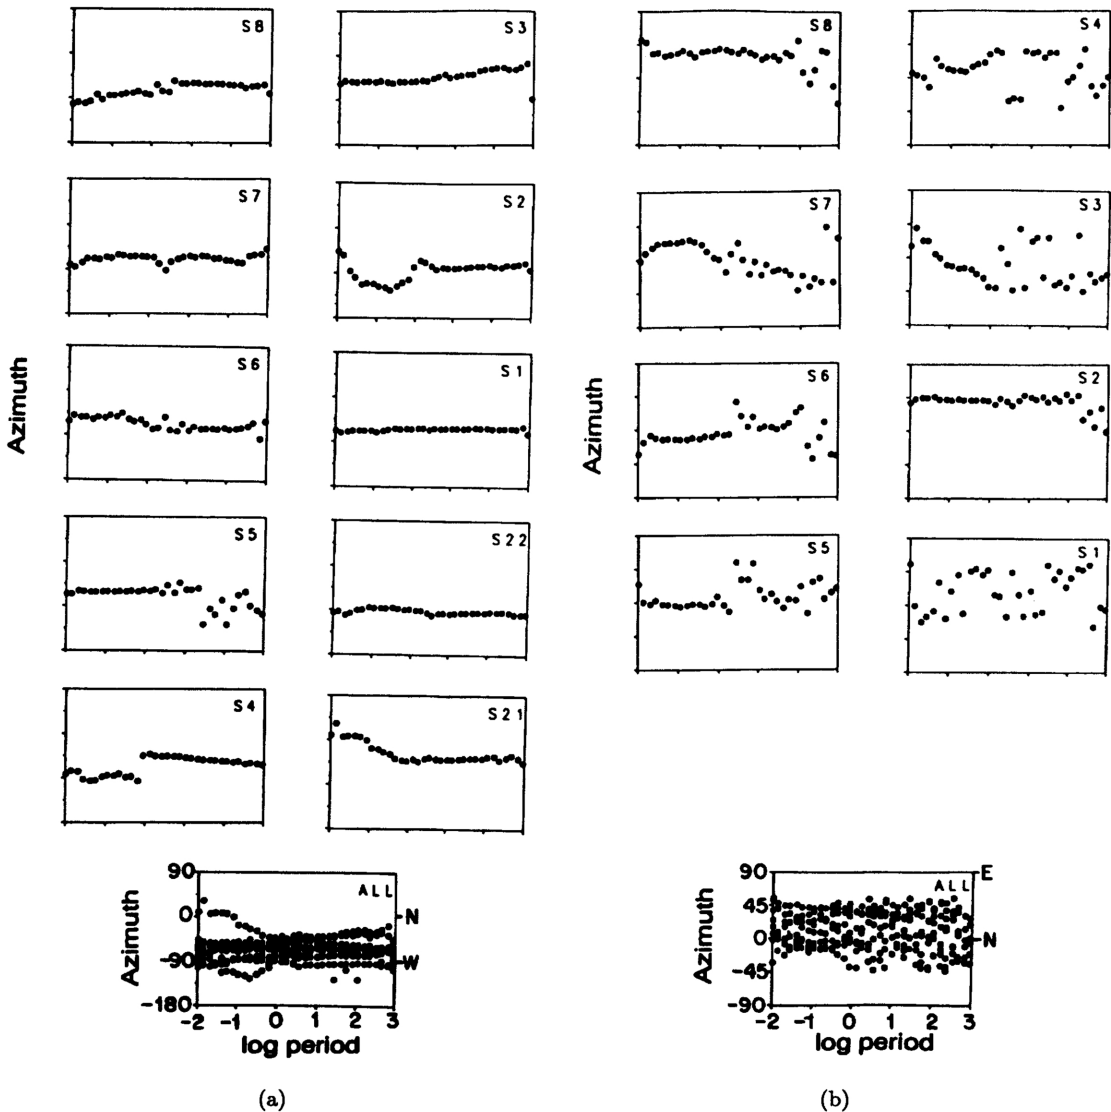 S8
S3
S8
S4
S7
S2
S7
S3
Azimuth
S6
S1
Azimuth
S6
S2
S5
S22
S5
S1
S4
S21
90
0
-90
-180
Azimuth
ALL
N
W
-2 -1 0 1 2 3
log period
90
45
0
-45
-90
Azimuth
ALL
E
N
-2 -1 0 1 2 3
log period
(a)
(b)